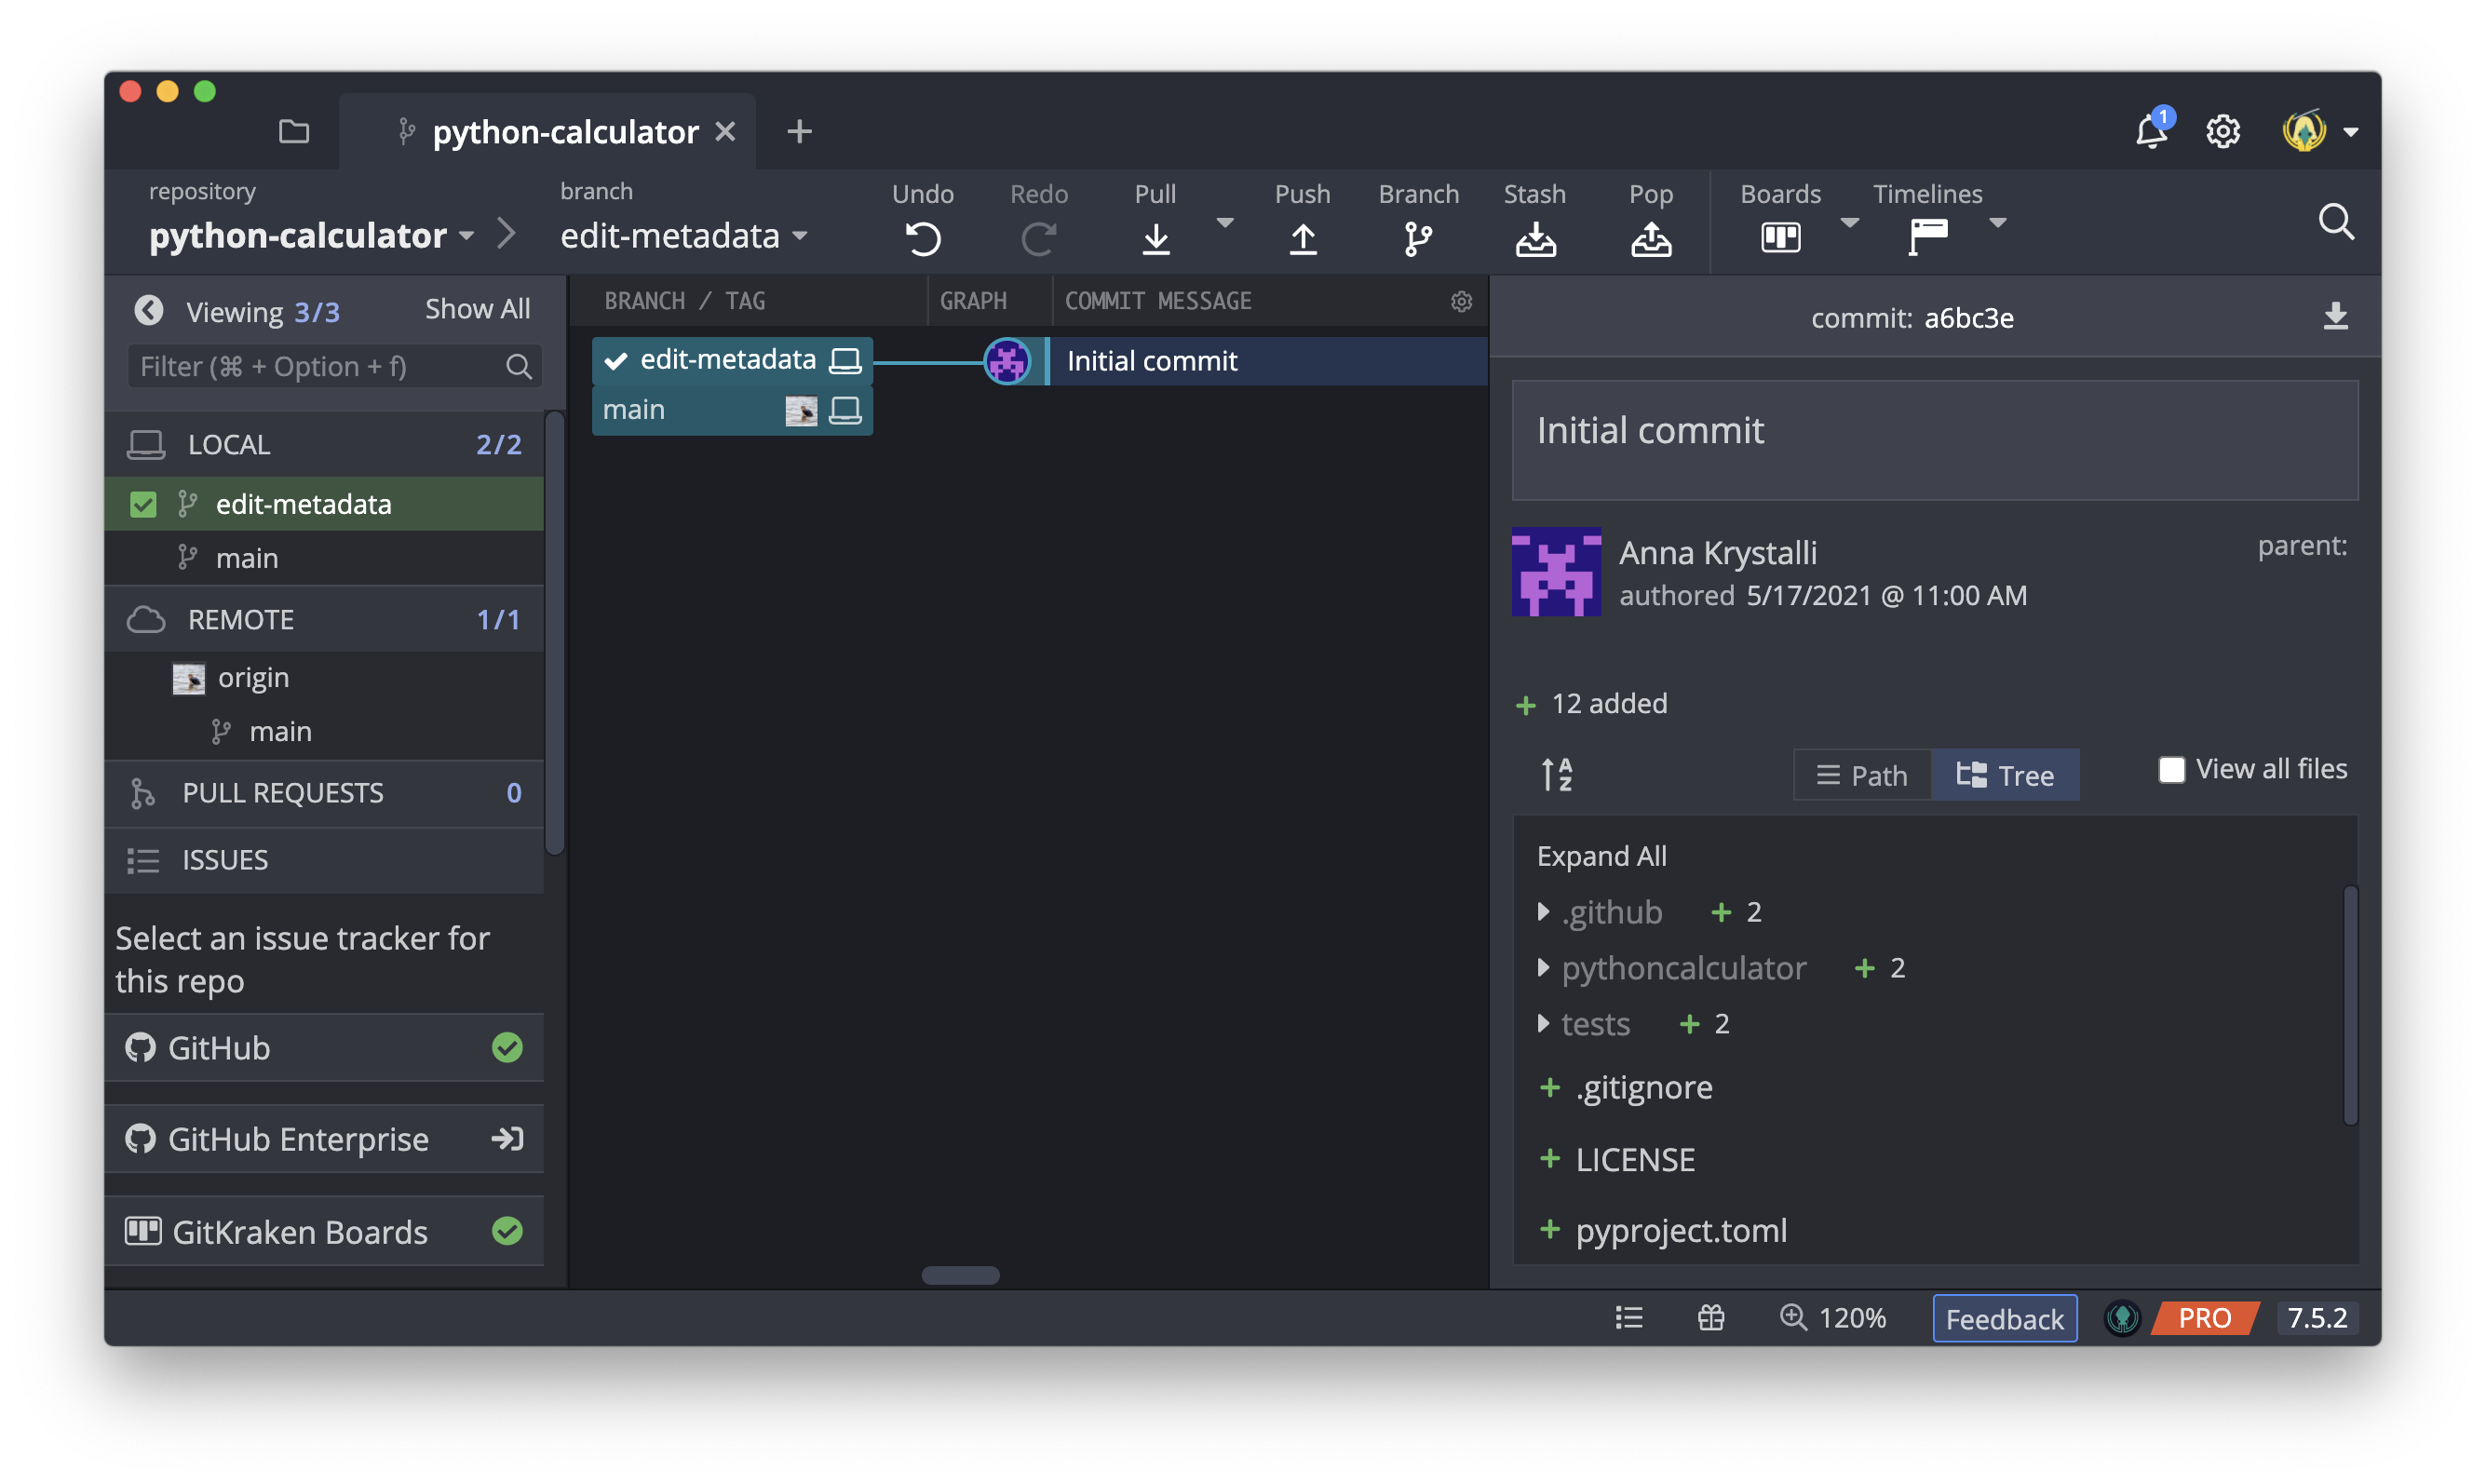 python-calculator
1
repository
python-calculator
branch
edit-metadata
Undo
Redo
Pull
Push
Branch
Stash
Pop
Boards
Timelines
Viewing 3/3
Show All
Filter (⌘ + Option + f)
LOCAL 2/2
edit-metadata
main
REMOTE 1/1
origin
main
PULL REQUESTS 0
ISSUES
Select an issue tracker for
this repo
GitHub
GitHub Enterprise
GitKraken Boards
BRANCH / TAG
GRAPH
COMMIT MESSAGE
edit-metadata
Initial commit
main
commit: a6bc3e
Initial commit
Anna Krystalli
parent:
authored 5/17/2021 @ 11:00 AM
+ 12 added
A
Z
Path
Tree
View all files
Expand All
.github + 2
pythoncalculator + 2
tests + 2
+ .gitignore
+ LICENSE
+ pyproject.toml
120%
Feedback
PRO
7.5.2